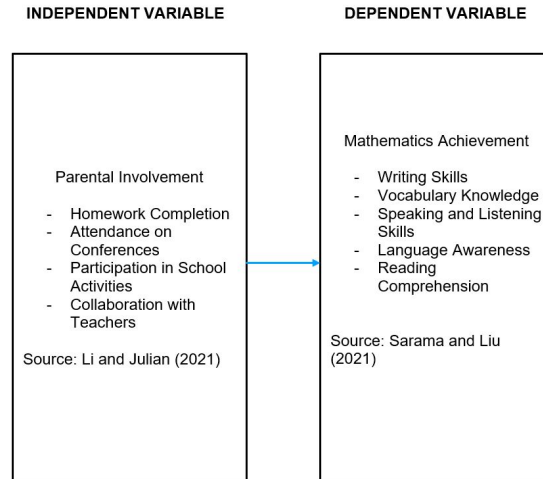 INDEPENDENT VARIABLE
Parental Involvement
- Homework Completion
- Attendance on
Conferences
- Participation in School
Activities
- Collaboration with
Teachers
Source: Li and Julian (2021)
DEPENDENT VARIABLE
Mathematics Achievement
- Writing Skills
- Vocabulary Knowledge
- Speaking and Listening
Skills
- Language Awareness
- Reading
Comprehension
Source: Sarama and Liu
(2021)